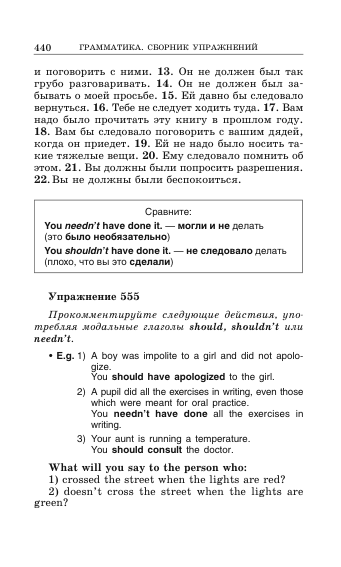 440 ГРАММАТИКА. СБОРНИК УПРАЖНЕНИЙ
и поговорить с ними. 13. Он не должен был так
грубо разговаривать. 14. Он не должен был за-
бывать о моей просьбе. 15. Ей давно бы следовало
вернуться. 16. Тебе не следует ходить туда. 17. Вам
надо было прочитать эту книгу в прошлом году.
18. Вам бы следовало поговорить с вашим дядей,
когда он приедет. 19. Ей не надо было носить та-
кие тяжелые вещи. 20. Ему следовало помнить об
этом. 21. Вы должны были попросить разрешения.
22. Вы не должны были беспокоиться.
Сравните:
You needn't have done it. — могли и не делать
(это было необязательно)
You shouldn't have done it. — не следовало делать
(плохо, что вы это сделали)
Упражнение 555
Прокомментируйте следующие действия, упо-
требляя модальные глаголы should, shouldn't или
needn't.
• E.g. 1) A boy was impolite to a girl and did not apolo-
gize.
You should have apologized to the girl.
2) A pupil did all the exercises in writing, even those
which were meant for oral practice.
You needn't have done all the exercises in
writing.
3) Your aunt is running a temperature.
You should consult the doctor.
What will you say to the person who:
1) crossed the street when the lights are red?
2) doesn't cross the street when the lights are
green?